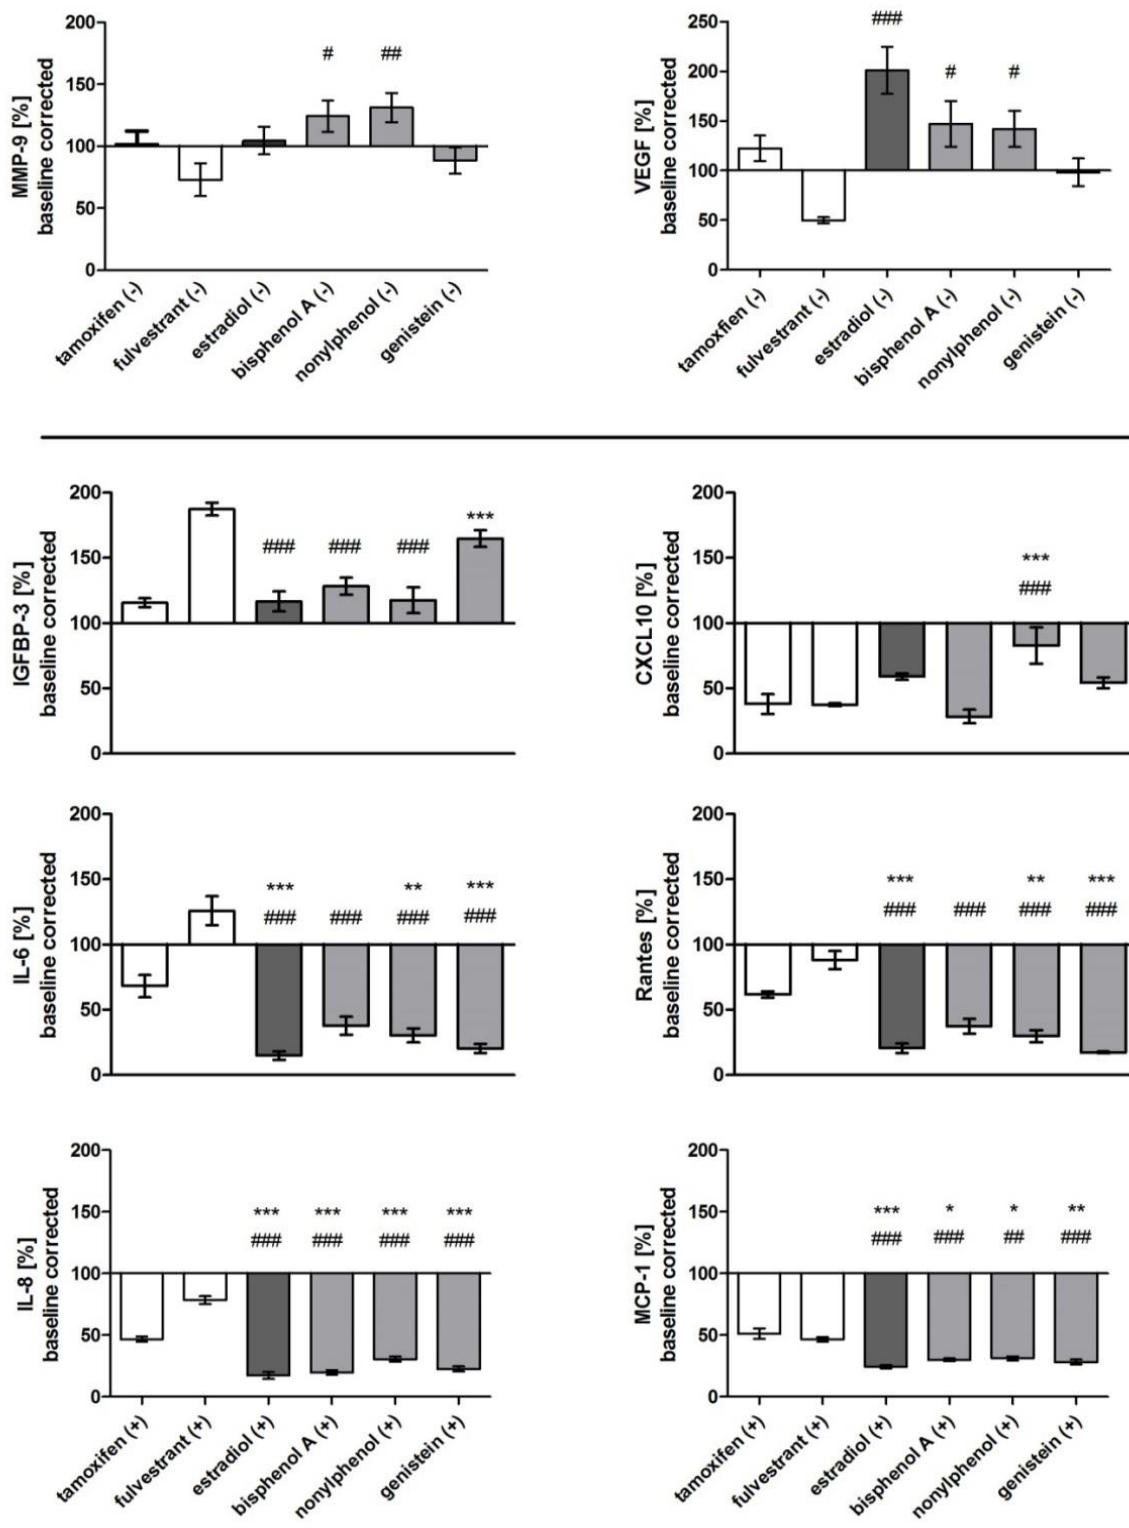 MMP-9 [%]
baseline corrected
200
150
100
50
0
#
##
tamoxifen (-)
fulvestrant (-)
estradiol (-)
bisphenol A (-)
nonylphenol (-)
genistein (-)
VEGF [%]
baseline corrected
250
200
150
100
50
0
###
#
#
tamoxfien (-)
fulvestrant (-)
estradiol (-)
bisphenol A (-)
nonylphenol (-)
genistein (-)
IGFBP-3 [%]
baseline corrected
200
150
100
50
0
###
###
###
***
CXCL10 [%]
baseline corrected
200
150
100
50
0
***
###
IL-6 [%]
baseline corrected
200
150
100
50
0
*** ** ***
### ### ### ###
Rantes [%]
baseline corrected
200
150
100
50
0
*** ** ***
### ### ### ###
IL-8 [%]
baseline corrected
200
150
100
50
0
*** *** *** ***
### ### ### ###
tamoxifen (+)
fulvestrant (+)
estradiol (+)
bisphenol A (+)
nonylphenol (+)
genistein (+)
MCP-1 [%]
baseline corrected
200
150
100
50
0
*** * * **
### ### ## ###
tamoxifen (+)
fulvestrant (+)
estradiol (+)
bisphenol A (+)
nonylphenol (+)
genistein (+)